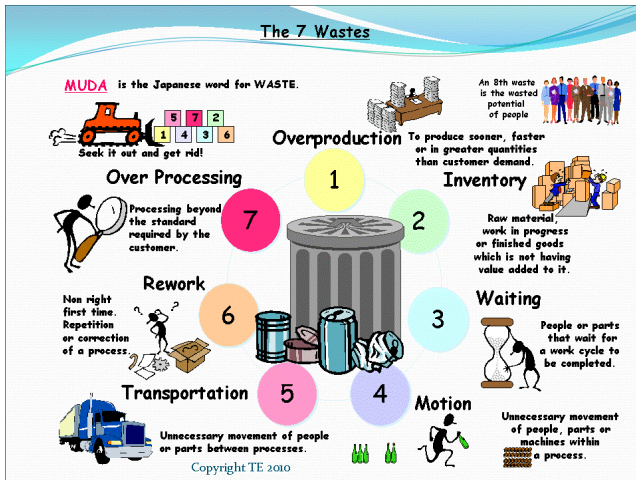 The 7 Wastes
MUDA is the Japanese word for WASTE.
5 7 2
1 4 3 6
Seek it out and get rid!
An 8th waste
is the wasted
potential
of people
Overproduction
To produce sooner, faster
or in greater quantities
than customer demand.
1
Inventory
2
Raw material,
work in progress
or finished goods
which is not having
value added to it.
Waiting
3
People or parts
that wait for
a work cycle to
be completed.
Motion
4
Unnecessary movement
of people, parts or
machines within
a process.
Transportation
5
Unnecessary movement of people
or parts between processes.
Rework
6
Non right
first time.
Repetition
or correction
of a process
? ?
Over Processing
7
Processing beyond
the standard
required by the
customer.
Copyright TE 2010